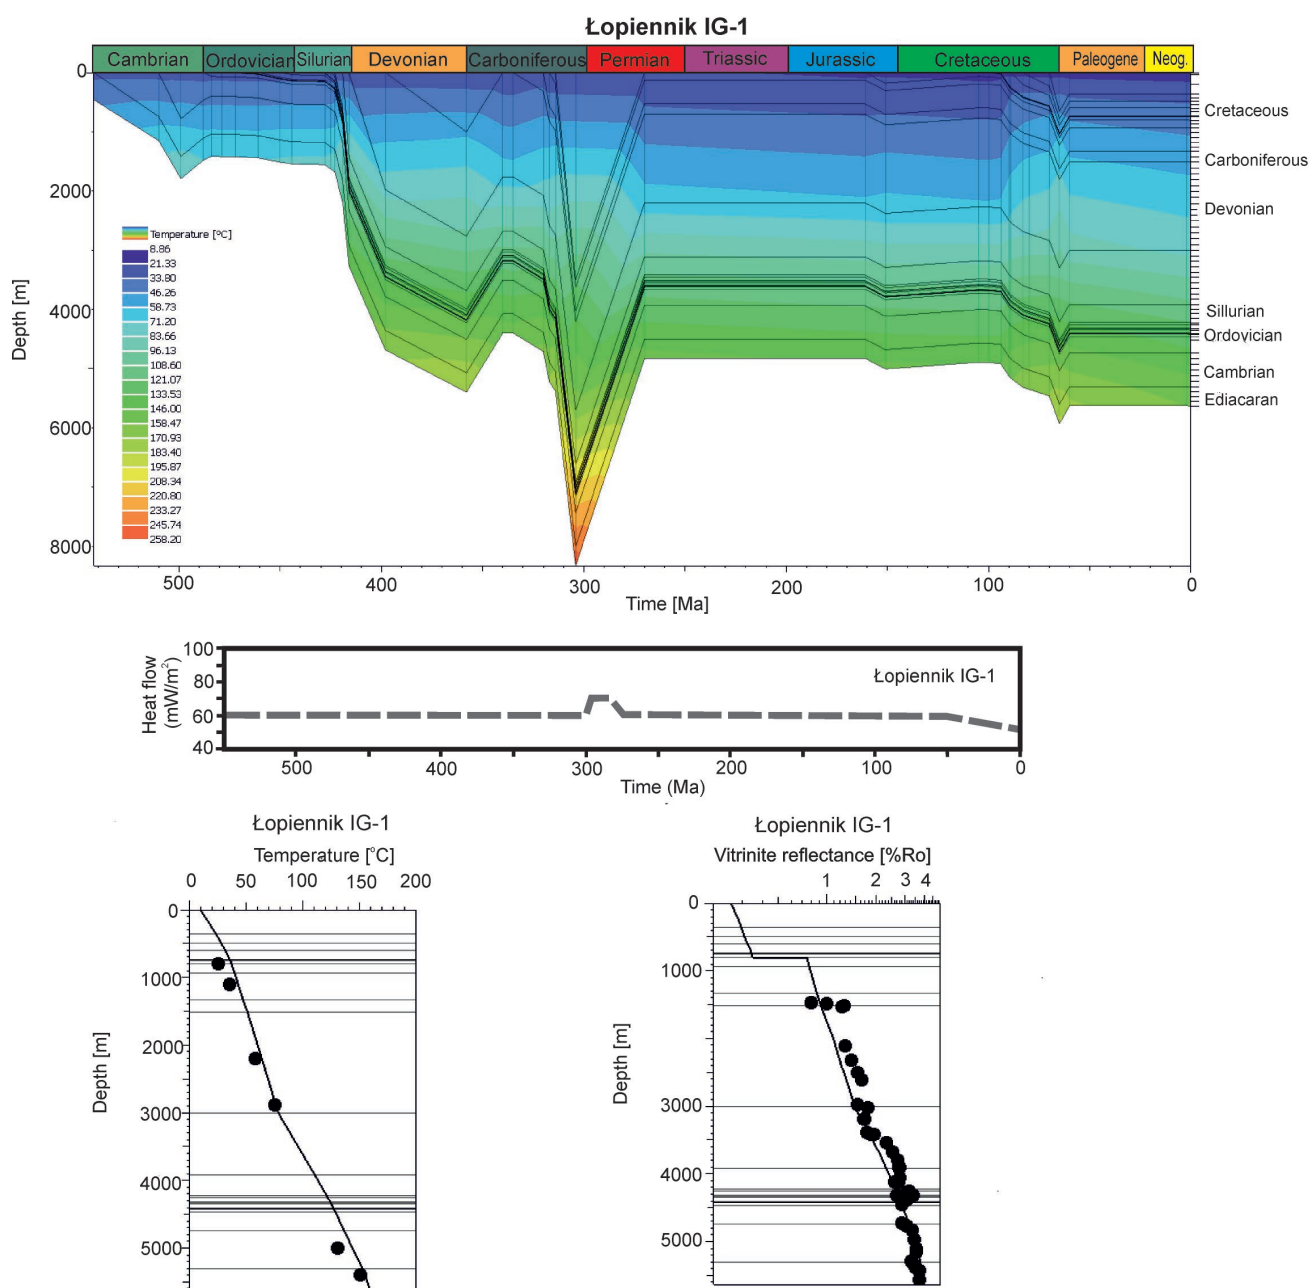 Łopiennik IG-1
Cambrian Ordovician Silurian Devonian Carboniferous Permian Triassic Jurassic Cretaceous Paleogene Neog.
0
2000
4000
6000
8000
Depth [m]
Temperature [ºC]
8.86
21.33
33.80
46.26
58.73
71.20
83.66
96.13
108.60
121.07
133.53
146.00
158.47
170.93
183.40
195.87
208.34
220.80
233.27
245.74
258.20
Cretaceous
Carboniferous
Devonian
Sillurian
Ordovician
Cambrian
Ediacaran
500 400 300 200 100 0
Time [Ma]
Heat flow
(mW/m²)
100
80
60
40
Łopiennik IG-1
500 400 300 200 100 0
Time (Ma)
Łopiennik IG-1
Temperature [°C]
0 50 100 150 200
0
1000
2000
3000
4000
5000
Depth [m]
Łopiennik IG-1
Vitrinite reflectance [%Ro]
1 2 3 4
0
1000
3000
4000
5000
Depth [m]